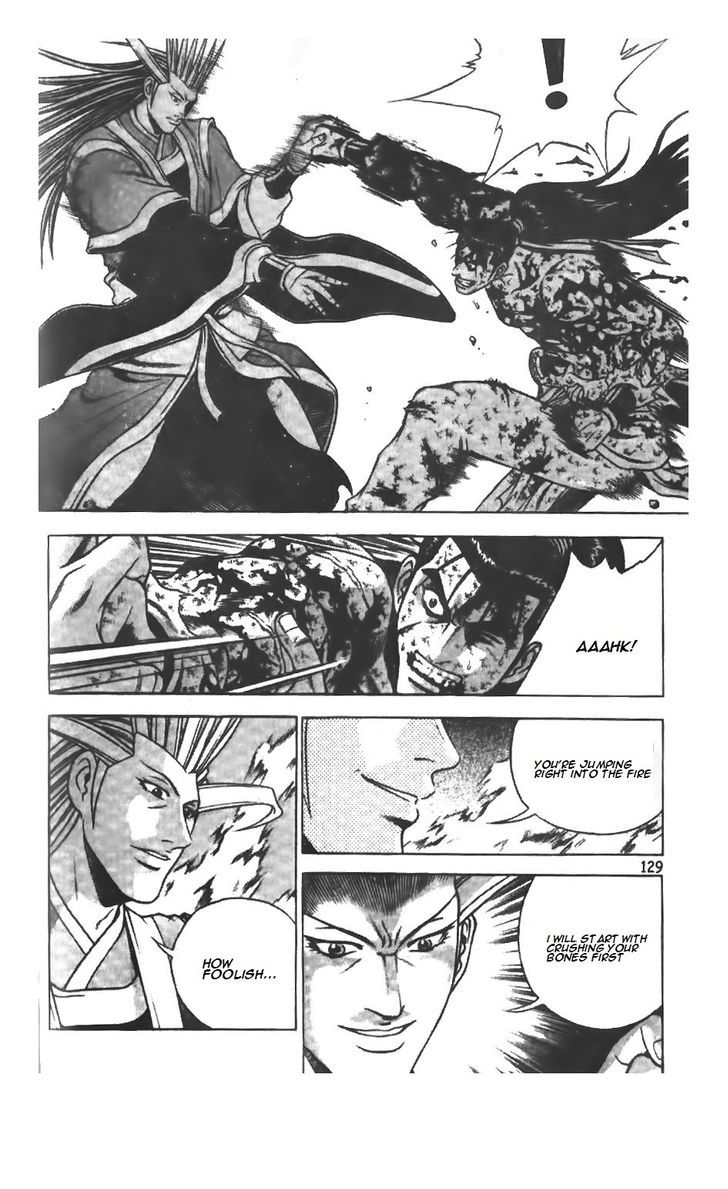 !
AAAHK!
YOU'RE JUMPING
RIGHT INTO THE FIRE
HOW
FOOLISH...
129
I WILL START WITH
CRUSHING YOUR
BONES FIRST